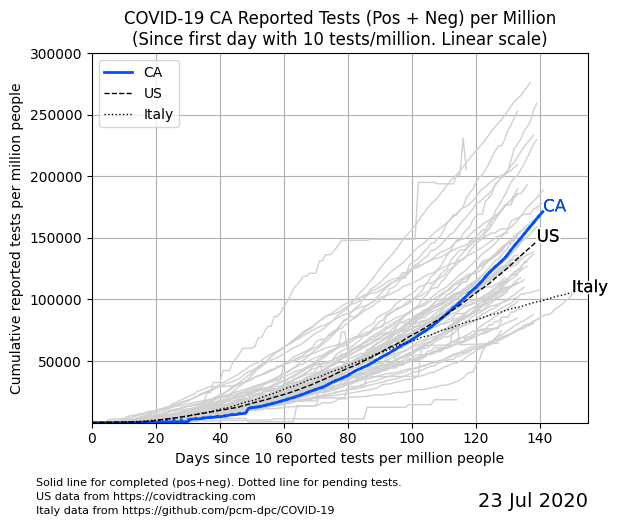 COVID-19 CA Reported Tests (Pos + Neg) per Million
(Since first day with 10 tests/million. Linear scale)
Cumulative reported tests per million people
300000
250000
200000
150000
100000
50000
CA
US
Italy
CA
US
Italy
0 20 40 60 80 100 120 140
Days since 10 reported tests per million people
Solid line for completed (pos+neg). Dotted line for pending tests.
US data from https://covidtracking.com
Italy data from https://github.com/pcm-dpc/COVID-19
23 Jul 2020